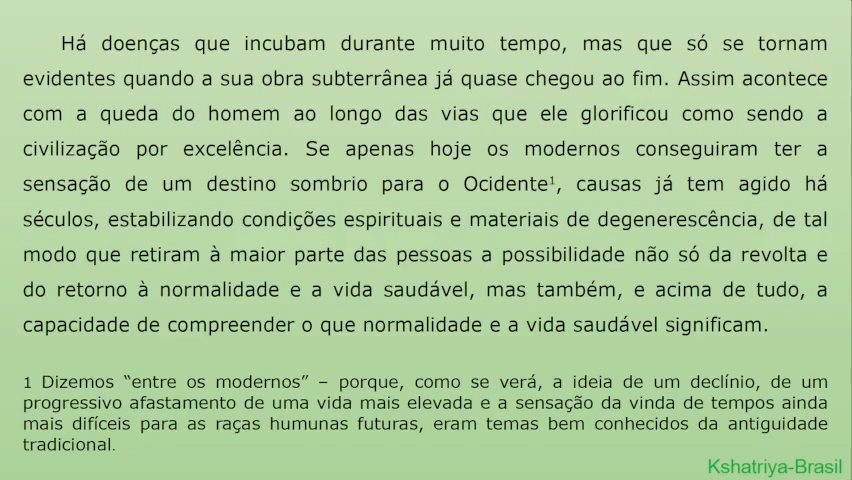 Há doenças que incubam durante muito tempo, mas que só se tornam
evidentes quando a sua obra subterrânea já quase chegou ao fim. Assim acontece
com a queda do homem ao longo das vias que ele glorificou como sendo a
civilização por excelência. Se apenas hoje os modernos conseguiram ter a
sensação de um destino sombrio para o Ocidente¹, causas já tem agido há
séculos, estabilizando condições espirituais e materiais de degenerescência, de tal
modo que retiram à maior parte das pessoas a possibilidade não só da revolta e
do retorno à normalidade e a vida saudável, mas também, e acima de tudo, a
capacidade de compreender o que normalidade e a vida saudável significam.
1 Dizemos “entre os modernos” – porque, como se verá, a ideia de um declínio, de um
progressivo afastamento de uma vida mais elevada e a sensação da vinda de tempos ainda
mais difíceis para as raças humunas futuras, eram temas bem conhecidos da antiguidade
tradicional.
Kshatriya-Brasil